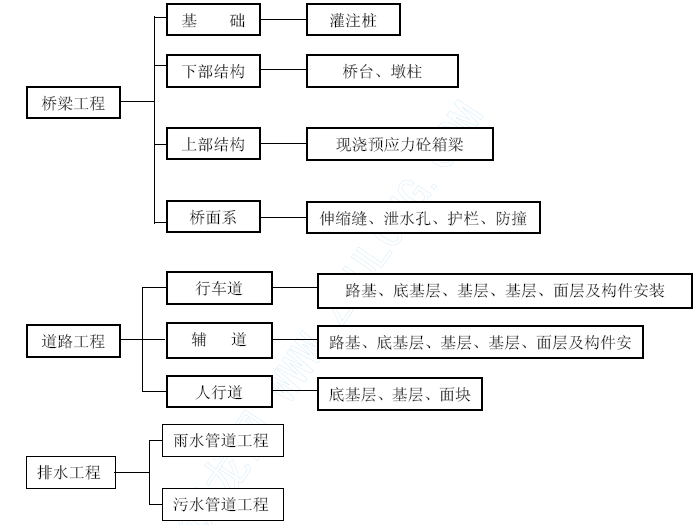 基 础
灌注桩
下部结构
桥台、墩柱
桥梁工程
上部结构
现浇预应力砼箱梁
桥面系
伸缩缝、泄水孔、护栏、防撞
行车道
路基、底基层、基层、基层、面层及构件安装
道路工程
辅 道
路基、底基层、基层、基层、面层及构件安
人行道
底基层、基层、面块
雨水管道工程
排水工程
污水管道工程